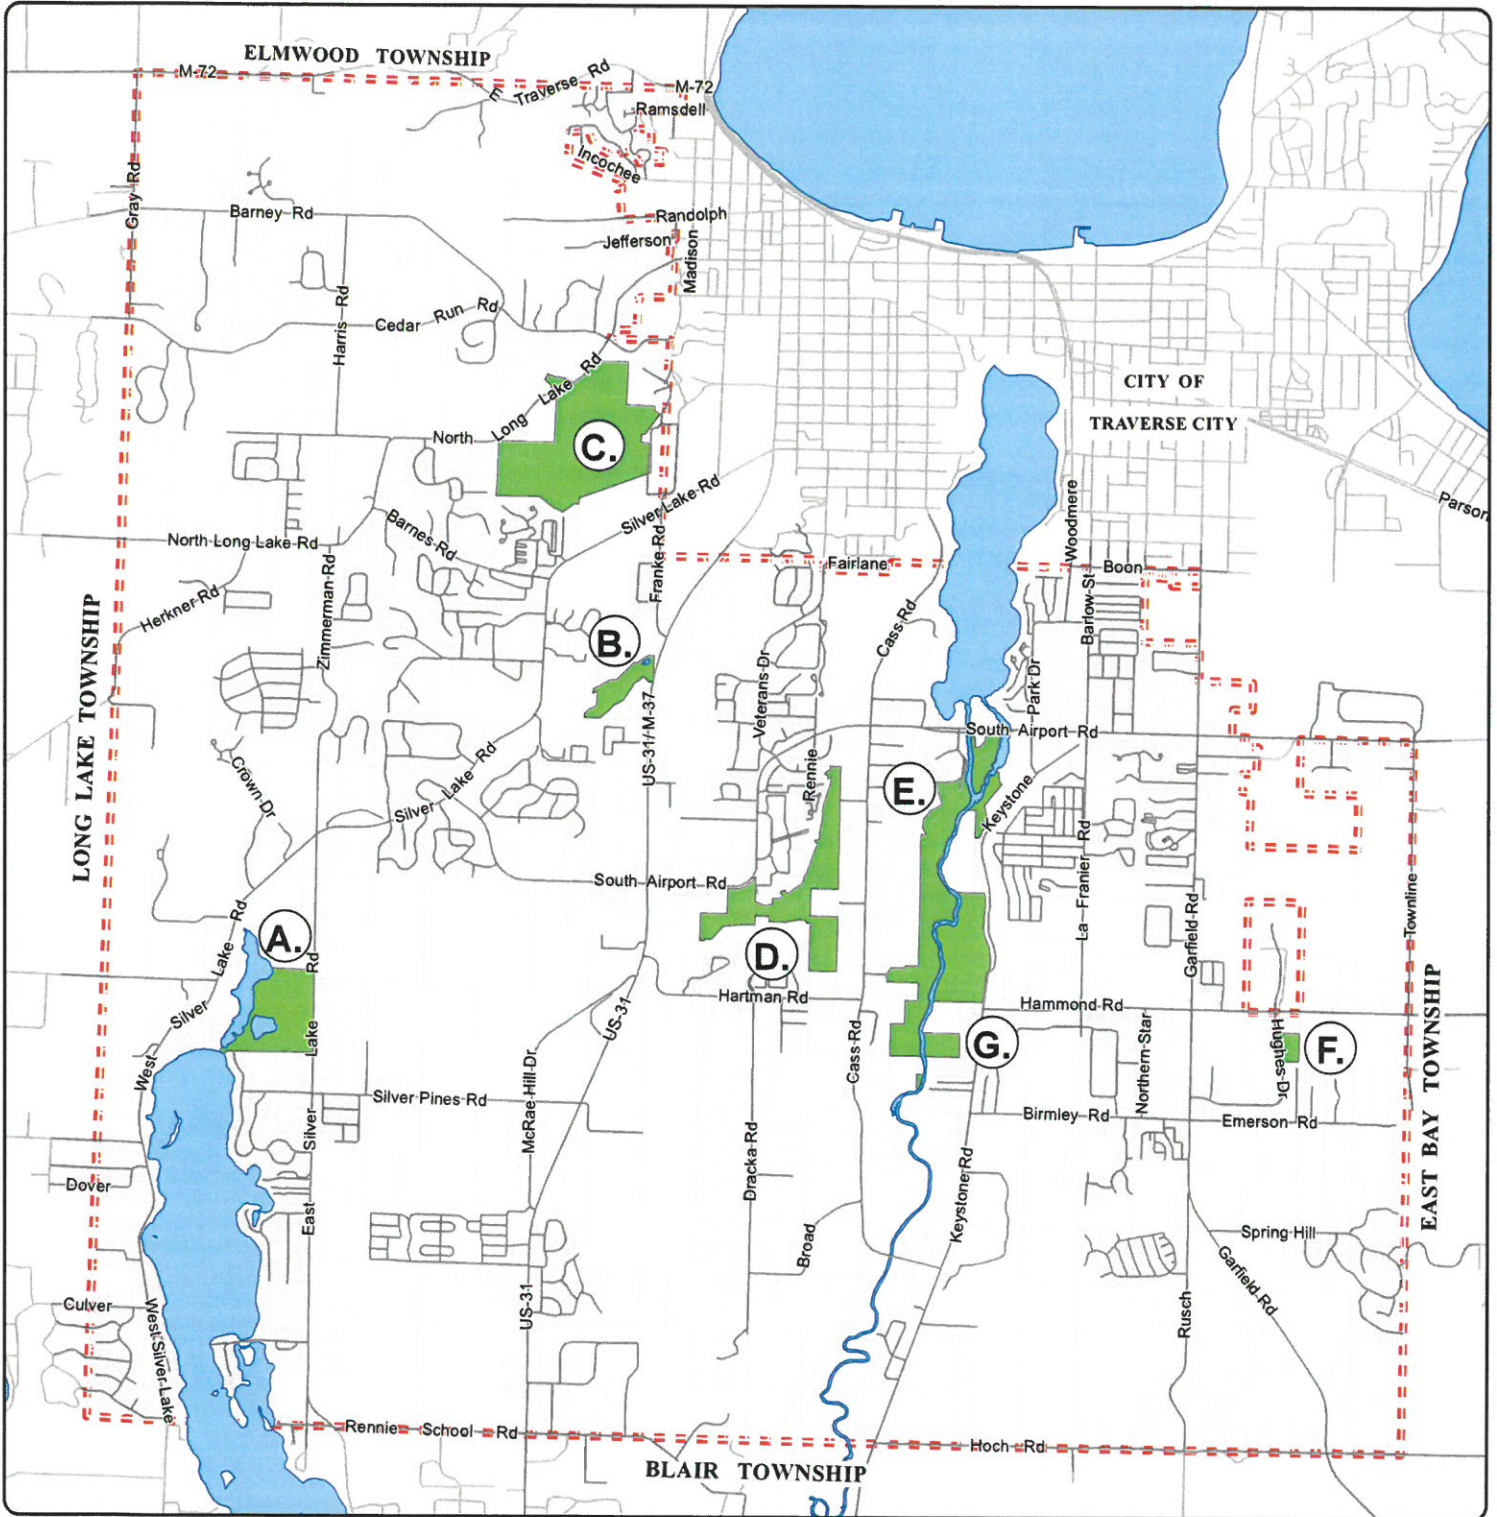 ELMWOOD TOWNSHIP
M-72
E Traverse Rd
M-72
Ramsdell
Incochee
Gray Rd
Barney Rd
Randolph
Jefferson
Madison
Harris Rd
Cedar Run Rd
North Long Lake Rd
C.
CITY OF
TRAVERSE CITY
Silver Lake Rd
Parson
Woodmere
North Long Lake Rd
Barnes Rd
Franke Rd
Fairlane
Boon
Herkner Rd
Zimmerman Rd
Barlow St
Cass Rd
B.
LONG LAKE TOWNSHIP
US-31/M-37
Veterans Dr
Park Dr
South Airport Rd
Rennie
E.
Keystone
Crown Dr
Silver Lake Rd
La Franier Rd
South Airport Rd
Townline
Garfield Rd
A.
D.
West Silver Lake Rd
East Silver Lake Rd
Hartman Rd
Hammond Rd
US-31
Cass Rd
G.
Northern Star
Hughes Dr
F.
EAST BAY TOWNSHIP
McRae Hill Dr
Silver Pines Rd
Birmley Rd
Emerson Rd
Dracka Rd
Keystone Rd
Dover
Broad
Spring Hill
Garfield Rd
Culver
West Silver Lake
US-31
Rusch
Rennie School Rd
Hoch Rd
BLAIR TOWNSHIP